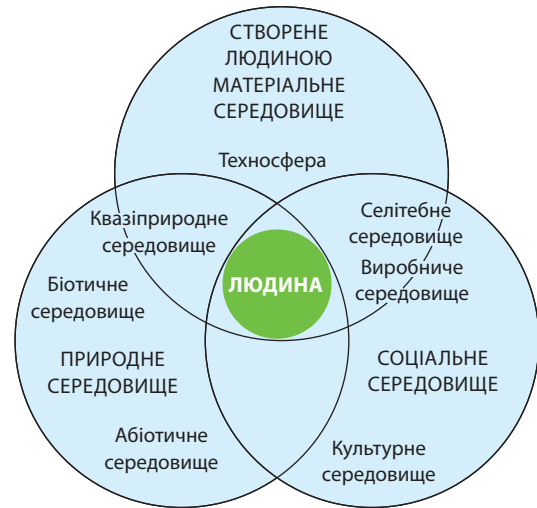 СТВОРЕНЕ
ЛЮДИНОЮ
МАТЕРІАЛЬНЕ
СЕРЕДОВИЩЕ
Техносфера
Квазіприродне
середовище
Селітебне
середовище
Виробниче
середовище
ЛЮДИНА
Біотичне
середовище
ПРИРОДНЕ
СЕРЕДОВИЩЕ
СОЦІАЛЬНЕ
СЕРЕДОВИЩЕ
Абіотичне
середовище
Культурне
середовище